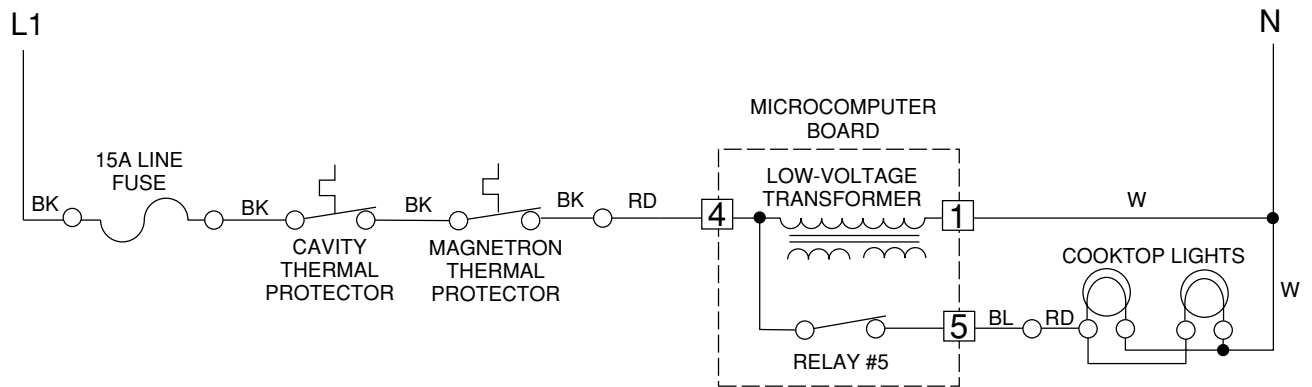 L1
N
MICROCOMPUTER
BOARD
15A LINE
FUSE
LOW-VOLTAGE
TRANSFORMER
BK
BK
BK
BK
RD
4
1
W
CAVITY
THERMAL
PROTECTOR
MAGNETRON
THERMAL
PROTECTOR
COOKTOP LIGHTS
W
5
BL
RD
RELAY #5